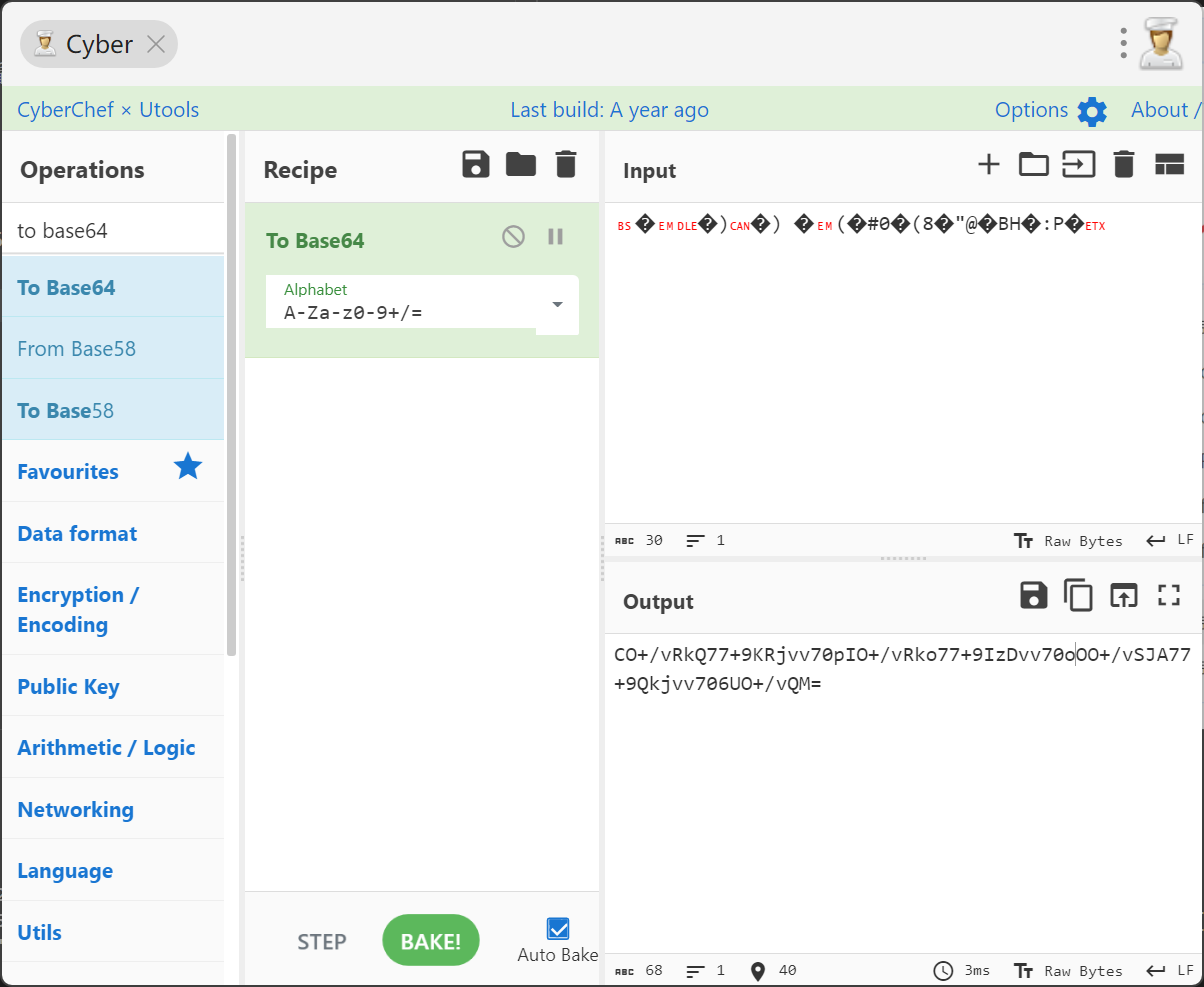 Cyber
CyberChef × Utools
Last build: A year ago
Options
About /
Operations
to base64
To Base64
From Base58
To Base58
Favourites
Data format
Encryption /
Encoding
Public Key
Arithmetic / Logic
Networking
Language
Utils
Recipe
To Base64
Alphabet
A-Za-z0-9+/=
STEP
BAKE!
Auto Bake
Input
BS�EMDLE�)CAN�) �EM(�#0�(8�"@�BH�:P�ETX
ABC 30
1
Tт Raw Bytes
LF
Output
CO+/vRkQ77+9KRjvv70pIO+/vRko77+9IzDvv70oOO+/vSJA77
+9Qkjvv706UO+/vQM=
ABC 68
1
40
3ms
Tт Raw Bytes
LF